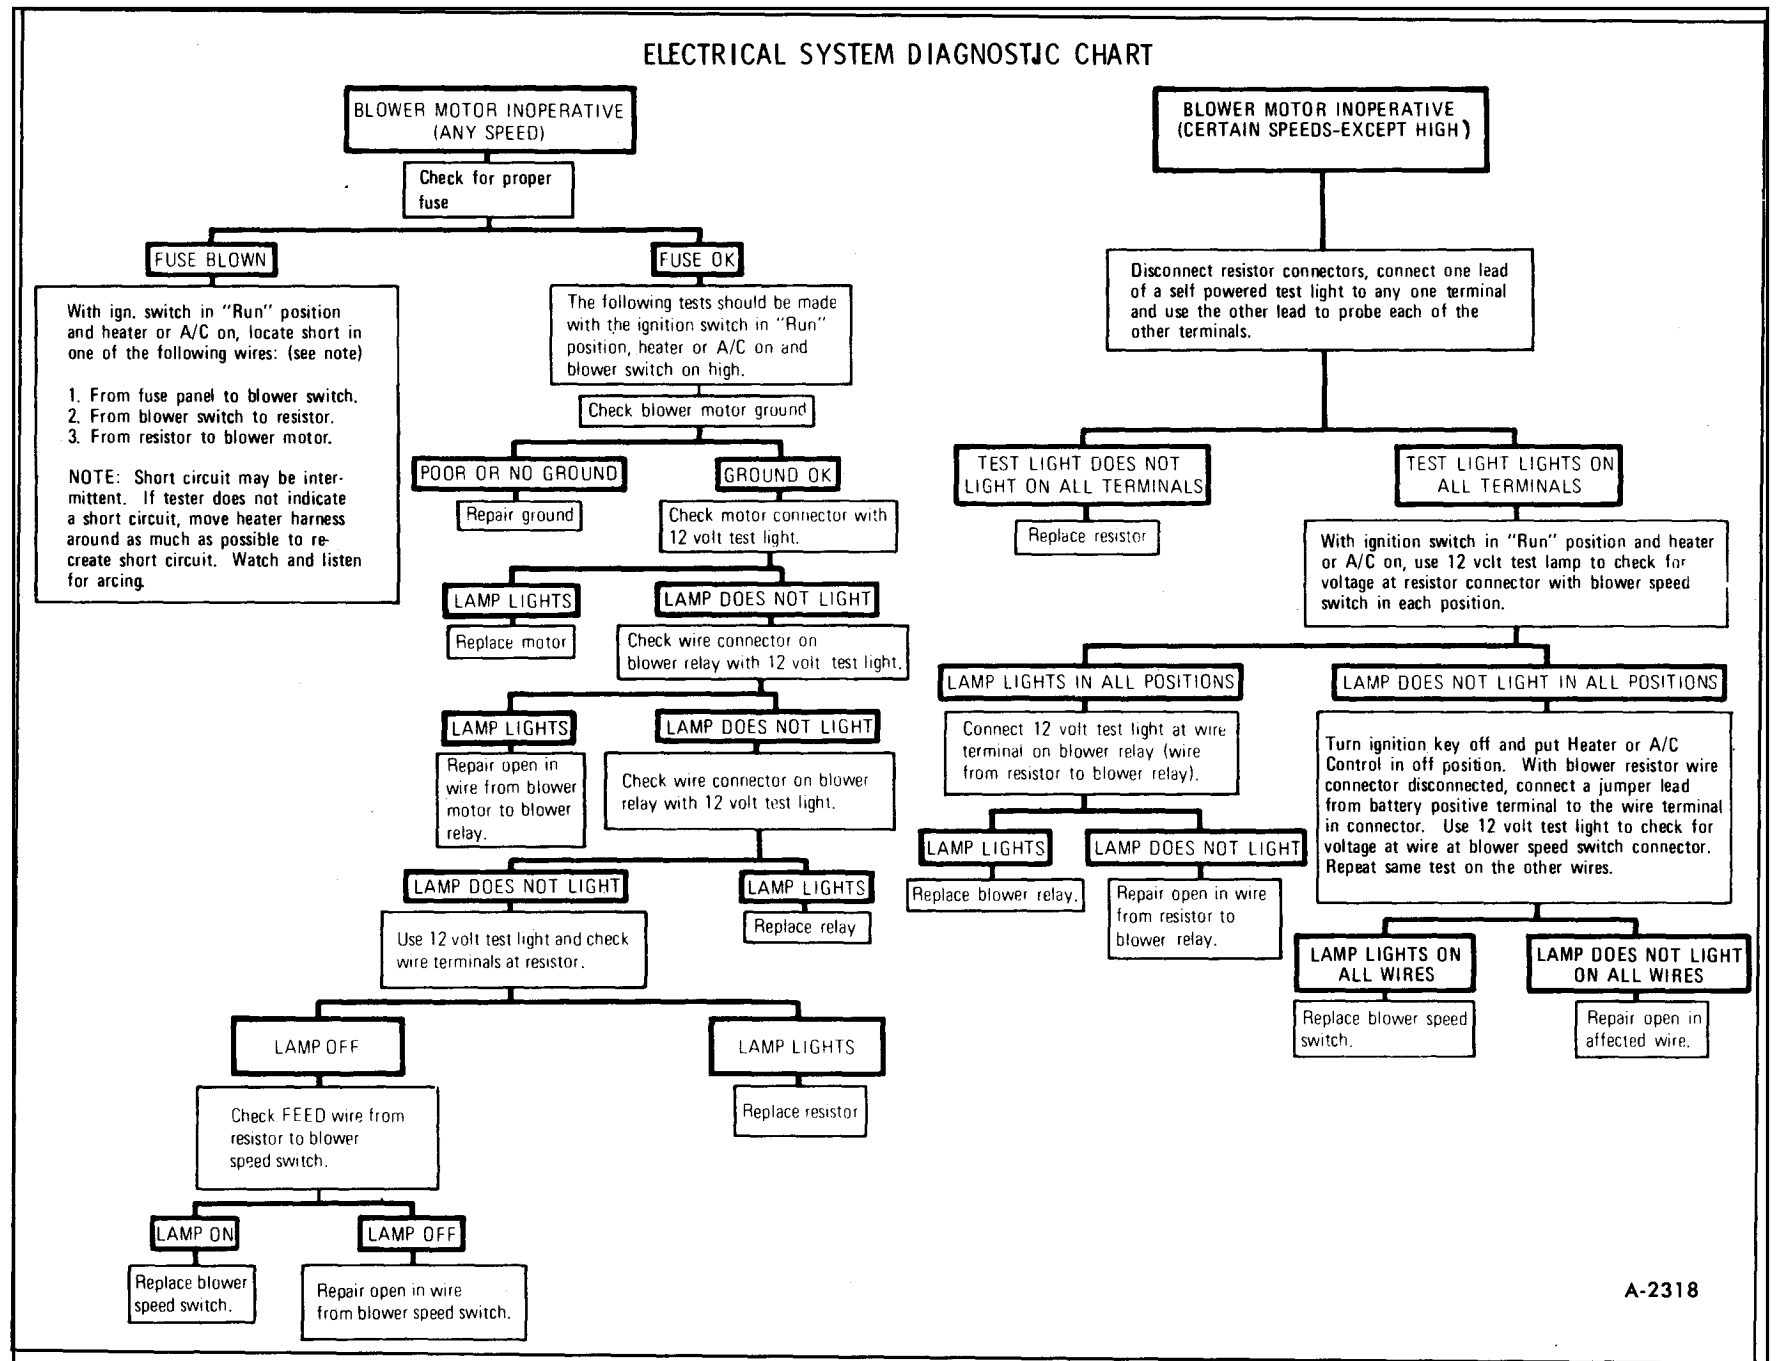 ELECTRICAL SYSTEM DIAGNOSTIC CHART
BLOWER MOTOR INOPERATIVE
(ANY SPEED)
Check for proper
fuse
FUSE BLOWN
With ign. switch in "Run" position
and heater or A/C on, locate short in
one of the following wires: (see note)
1. From fuse panel to blower switch.
2. From blower switch to resistor.
3. From resistor to blower motor.
NOTE: Short circuit may be inter-
mittent. If tester does not indicate
a short circuit, move heater harness
around as much as possible to re-
create short circuit. Watch and listen
for arcing.
FUSE OK
The following tests should be made
with the ignition switch in "Run"
position, heater or A/C on and
blower switch on high.
Check blower motor ground
POOR OR NO GROUND
Repair ground
GROUND OK
Check motor connector with
12 volt test light.
LAMP LIGHTS
Replace motor
LAMP DOES NOT LIGHT
Check wire connector on
blower relay with 12 volt test light.
LAMP LIGHTS
Repair open in
wire from blower
motor to blower
relay.
LAMP DOES NOT LIGHT
Check wire connector on blower
relay with 12 volt test light.
LAMP DOES NOT LIGHT
Use 12 volt test light and check
wire terminals at resistor.
LAMP LIGHTS
Replace relay
LAMP OFF
Check FEED wire from
resistor to blower
speed switch.
LAMP LIGHTS
Replace resistor
LAMP ON
Replace blower
speed switch.
LAMP OFF
Repair open in wire
from blower speed switch.
BLOWER MOTOR INOPERATIVE
(CERTAIN SPEEDS-EXCEPT HIGH)
Disconnect resistor connectors, connect one lead
of a self powered test light to any one terminal
and use the other lead to probe each of the
other terminals.
TEST LIGHT DOES NOT
LIGHT ON ALL TERMINALS
Replace resistor
TEST LIGHT LIGHTS ON
ALL TERMINALS
With ignition switch in "Run" position and heater
or A/C on, use 12 volt test lamp to check for
voltage at resistor connector with blower speed
switch in each position.
LAMP LIGHTS IN ALL POSITIONS
Connect 12 volt test light at wire
terminal on blower relay (wire
from resistor to blower relay).
LAMP LIGHTS
Replace blower relay.
LAMP DOES NOT LIGHT
Repair open in wire
from resistor to
blower relay.
LAMP DOES NOT LIGHT IN ALL POSITIONS
Turn ignition key off and put Heater or A/C
Control in off position. With blower resistor wire
connector disconnected, connect a jumper lead
from battery positive terminal to the wire terminal
in connector. Use 12 volt test light to check for
voltage at wire at blower speed switch connector.
Repeat same test on the other wires.
LAMP LIGHTS ON
ALL WIRES
Replace blower speed
switch.
LAMP DOES NOT LIGHT
ON ALL WIRES
Repair open in
affected wire.
A-2318